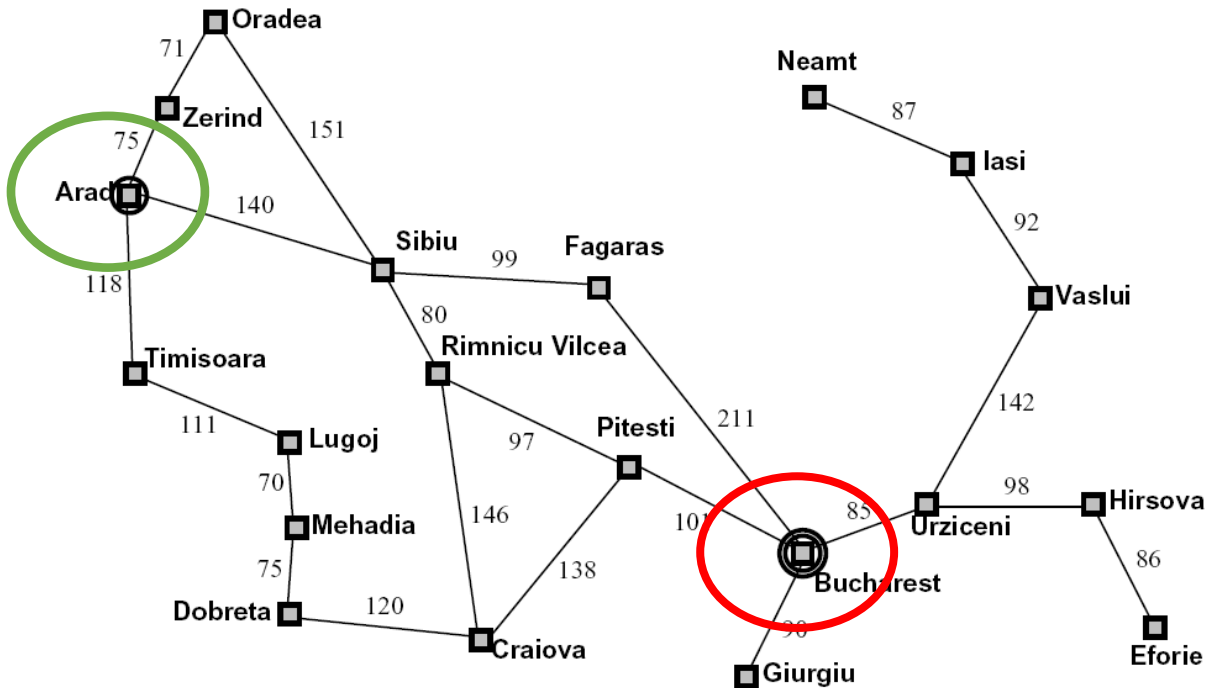 Oradea
71
Neamt
Zerind
87
75
151
Iasi
Arad
140
92
Sibiu
Fagaras
99
118
Vaslui
80
Rimnicu Vilcea
Timisoara
142
111
97
Pitesti
211
Lugoj
70
98
Hirsova
146
101
85
Urziceni
Mehadia
75
138
86
Bucharest
Dobreta
120
90
Craiova
Giurgiu
Eforie